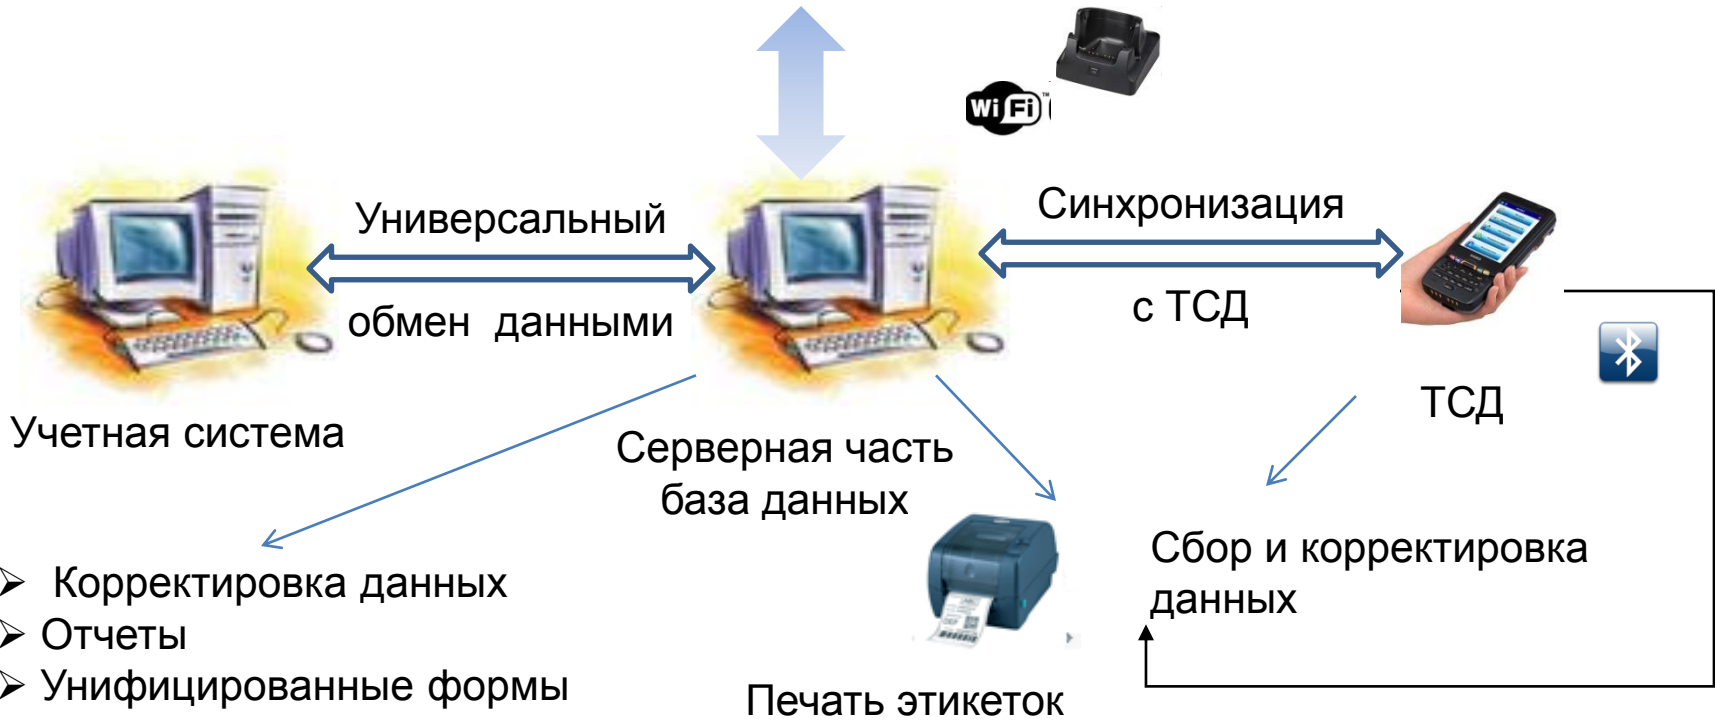 WiFi
Универсальный
обмен данными
Синхронизация
с ТСД
Учетная система
Серверная часть
база данных
ТСД
Корректировка данных
Отчеты
Унифицированные формы
Печать этикеток
Сбор и корректировка
данных